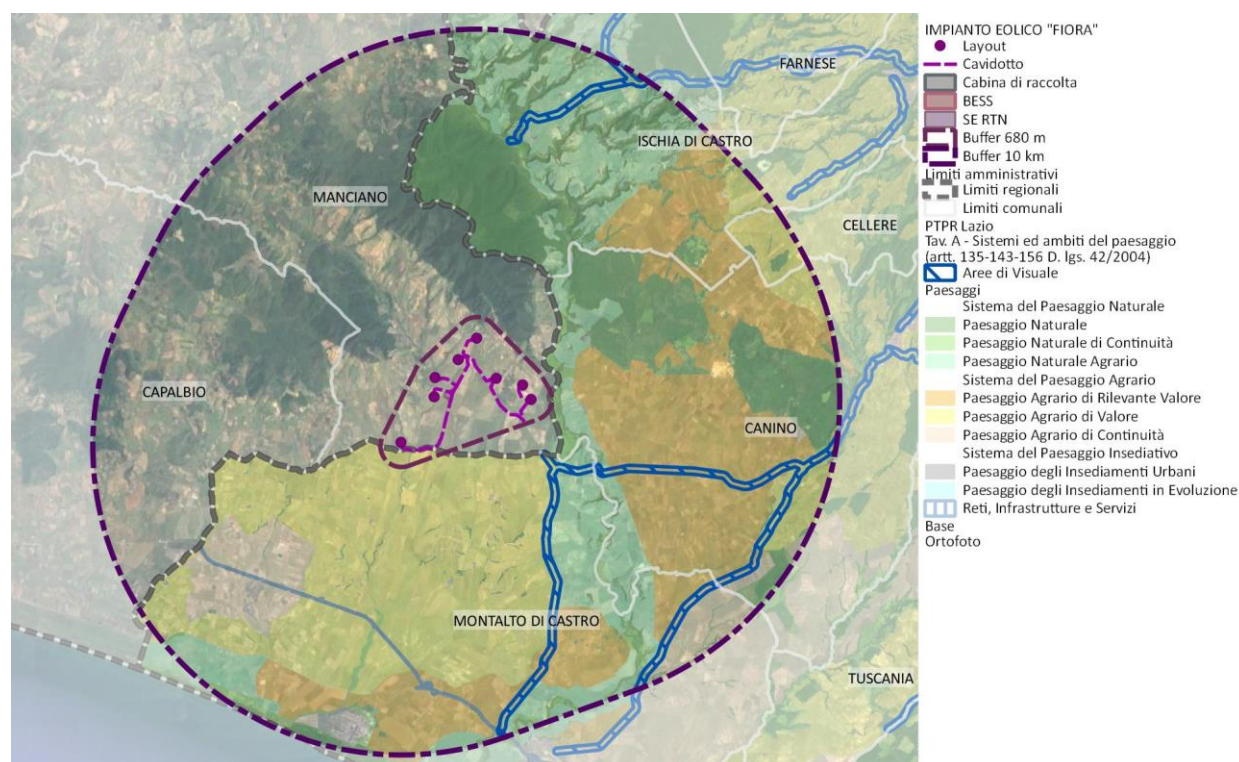 FARNESE
ISCHIA DI CASTRO
MANCIANO
CELLERE
CAPALBIO
CANINO
MONTALTO DI CASTRO
TUSCANIA
IMPIANTO EOLICO "FIORA"
Layout
Cavidotto
Cabina di raccolta
BESS
SE RTN
Buffer 680 m
Buffer 10 km
Limiti amministrativi
Limiti regionali
Limiti comunali
PTPR Lazio
Tav. A - Sistemi ed ambiti del paesaggio
(artt. 135-143-156 D. lgs. 42/2004)
Aree di Visuale
Paesaggi
Sistema del Paesaggio Naturale
Paesaggio Naturale
Paesaggio Naturale di Continuità
Paesaggio Naturale Agrario
Sistema del Paesaggio Agrario
Paesaggio Agrario di Rilevante Valore
Paesaggio Agrario di Valore
Paesaggio Agrario di Continuità
Sistema del Paesaggio Insediativo
Paesaggio degli Insediamenti Urbani
Paesaggio degli Insediamenti in Evoluzione
Reti, Infrastrutture e Servizi
Base
Ortofoto